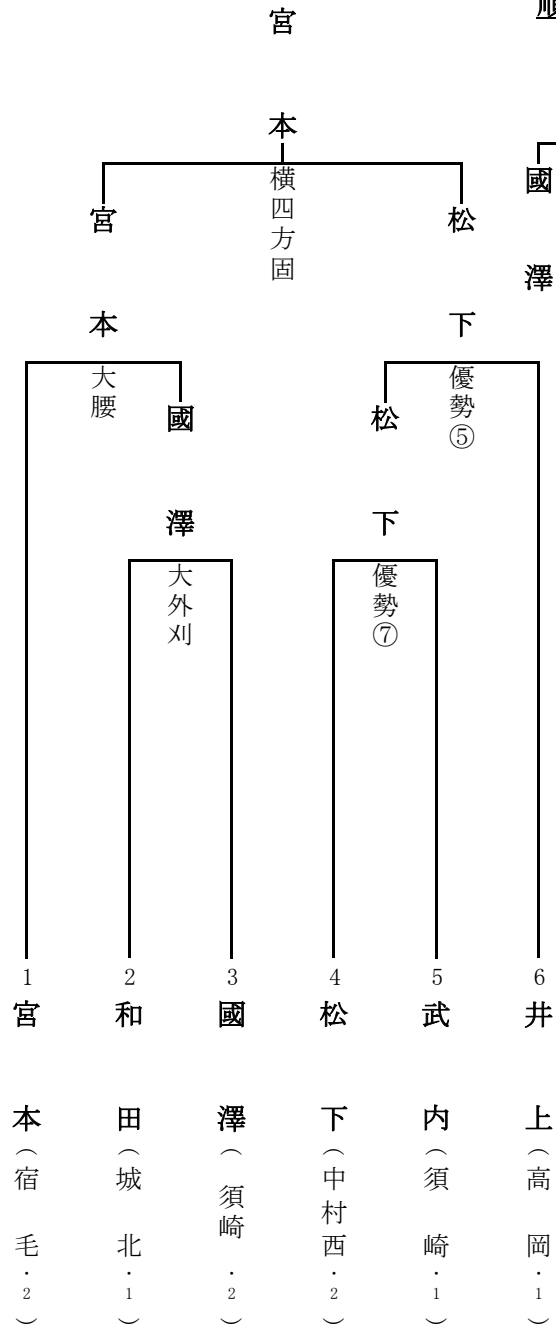 宮本
順
横四方固
宮本
松下
國澤
大腰
優勢⑤
國澤
松下
大外刈
優勢⑦
1
2
3
4
5
6
宮本（宿毛・2）
和田（城北・1）
國澤（須崎・2）
松下（中村西・2）
武内（須崎・1）
井上（高岡・1）